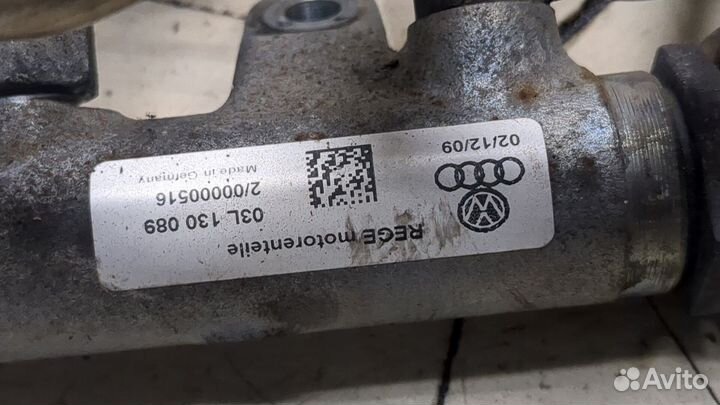 REGE motorenteile
03L 130 089
2/00000516
Made in Germany
02/12/09
Avito